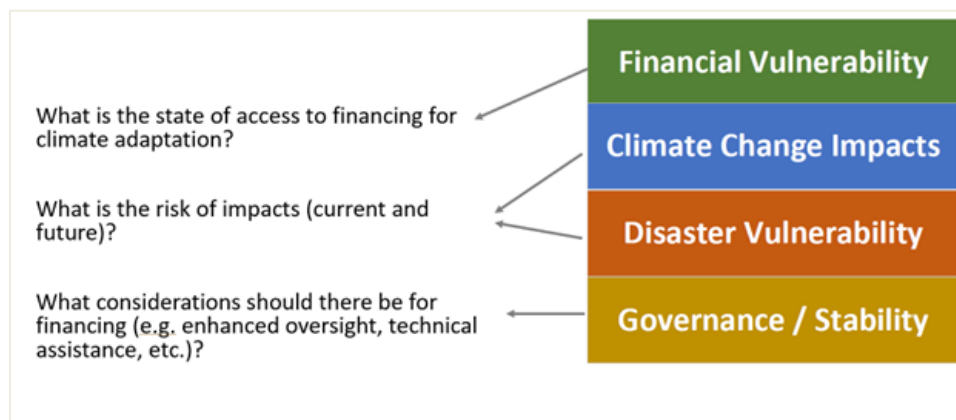 What is the state of access to financing for
climate adaptation?
What is the risk of impacts (current and
future)?
What considerations should there be for
financing (e.g. enhanced oversight, technical
assistance, etc.)?
Financial Vulnerability
Climate Change Impacts
Disaster Vulnerability
Governance / Stability